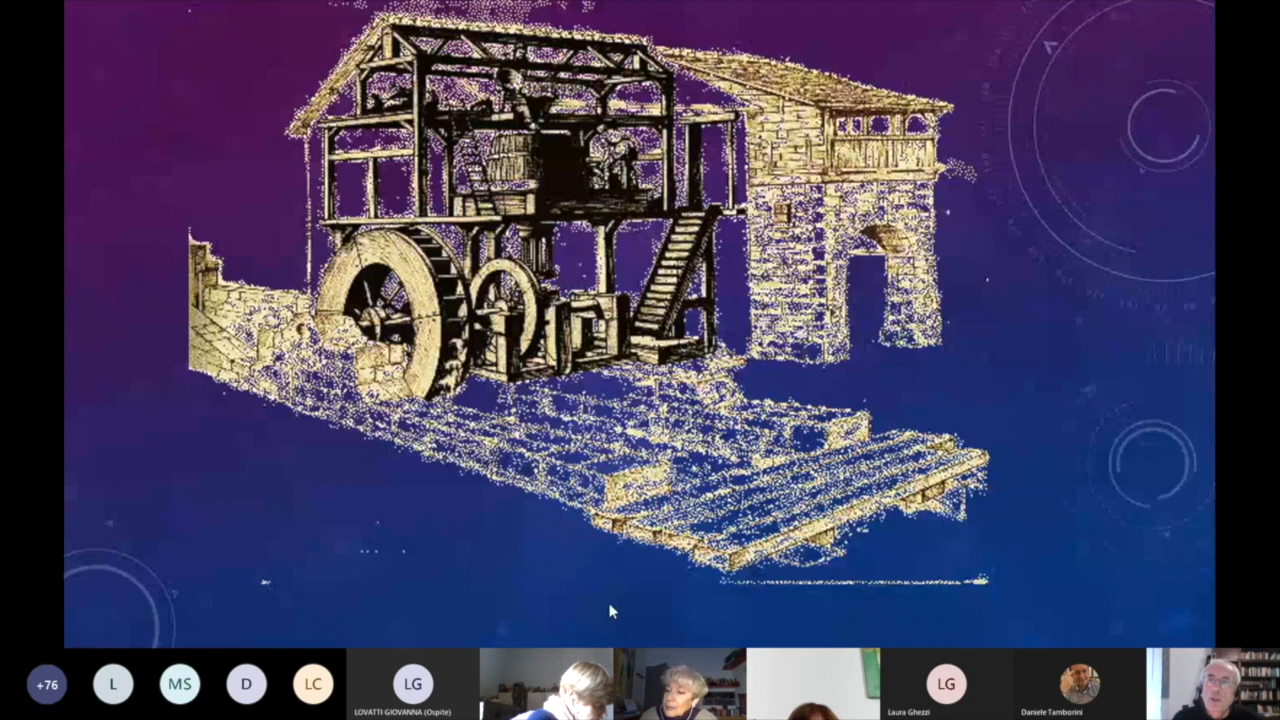 +76
L
MS
D
LC
LG
LOVATTI GIOVANNA (Ospite)
LG
Laura Ghezzi
Daniele Tamborini